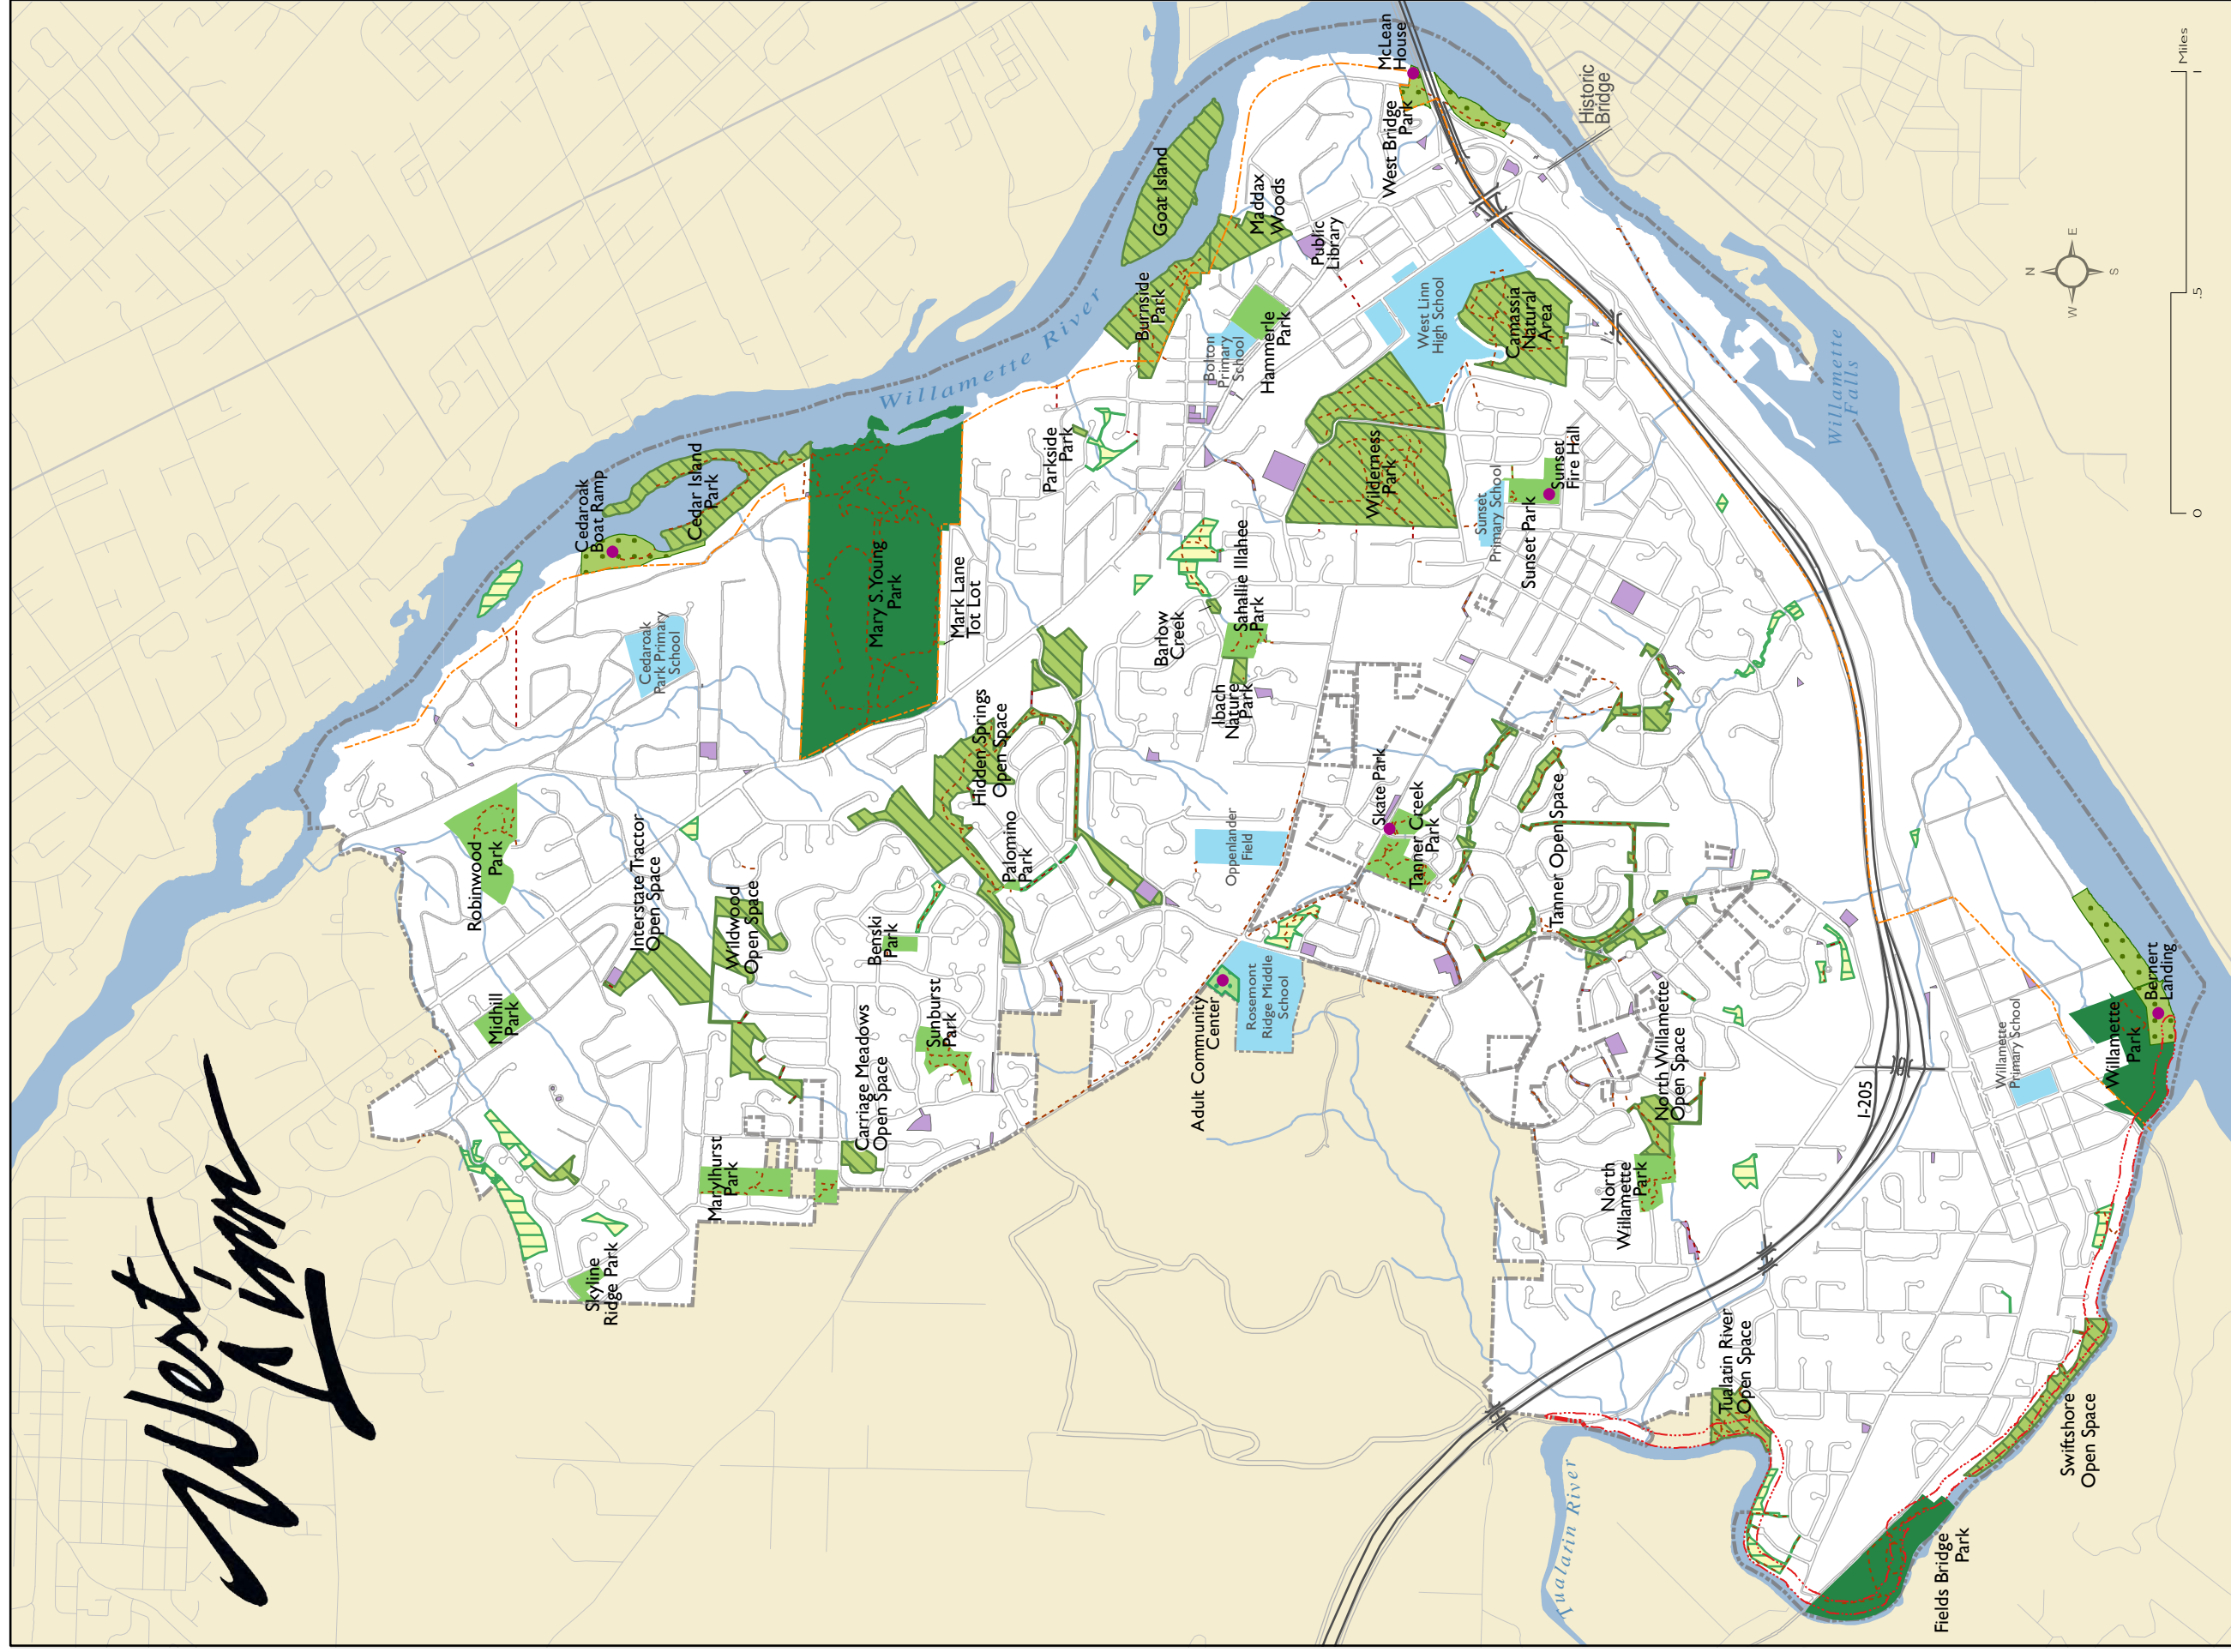 West
Linn
McLean
House
West Bridge
Park
Historic
Bridge
Miles
1
.5
0
N
E
S
W
Goat Island
Maddax
Woods
Public
Library
Burnside
Park
Willamette River
Bolton
Primary
School
Hammerle
Park
West Linn
High School
Camassia
Natural
Area
Willamette
Falls
Cedaroak
Boat Ramp
Cedar Island
Park
Parkside
Park
Wilderness
Park
Sunset
Primary School
Sunset
Fire Hall
Sunset Park
Cedaroak
Park Primary
School
Mary S. Young
Park
Mark Lane
Tot Lot
Barlow
Creek
Sahallie Illahee
Park
Ibach
Nature
Park
Hidden Springs
Open Space
Palomino
Park
Oppenlander
Field
Skate Park
Tanner Creek
Park
Tanner Open Space
Robinwood
Park
Interstate Tractor
Open Space
Wildwood
Open Space
Benski
Park
Midhill
Park
Sunburst
Park
Carriage Meadows
Open Space
Marylhurst
Park
Skyline
Ridge Park
Adult Community
Center
Rosemont
Ridge Middle
School
North Willamette
Open Space
North
Willamette
Park
I-205
Willamette
Primary School
Willamette
Park
Bernert
Landing
Tualatin River
Open Space
Tualatin River
Swiftshore
Open Space
Fields Bridge
Park